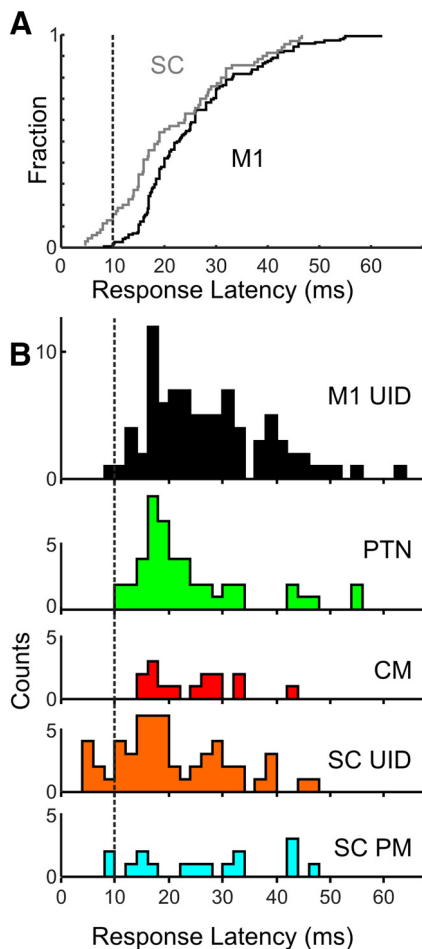 A
1
SC
Fraction
M1
0
0 10 20 30 40 50 60
Response Latency (ms)
B
10
M1 UID
0
5
PTN
0
5
CM
Counts
0
5
SC UID
0
5
SC PM
0
0 10 20 30 40 50 60
Response Latency (ms)